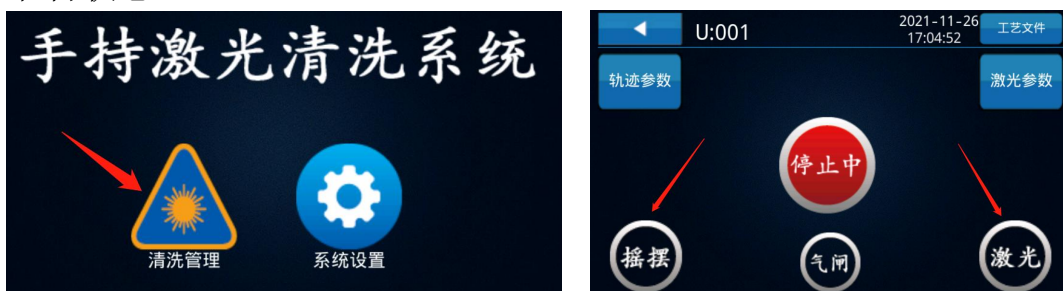 手持激光清洗系统
清洗管理
系统设置
U:001
2021-11-26
17:04:52
工艺文件
轨迹参数
激光参数
停止中
摇摆
气闸
激光